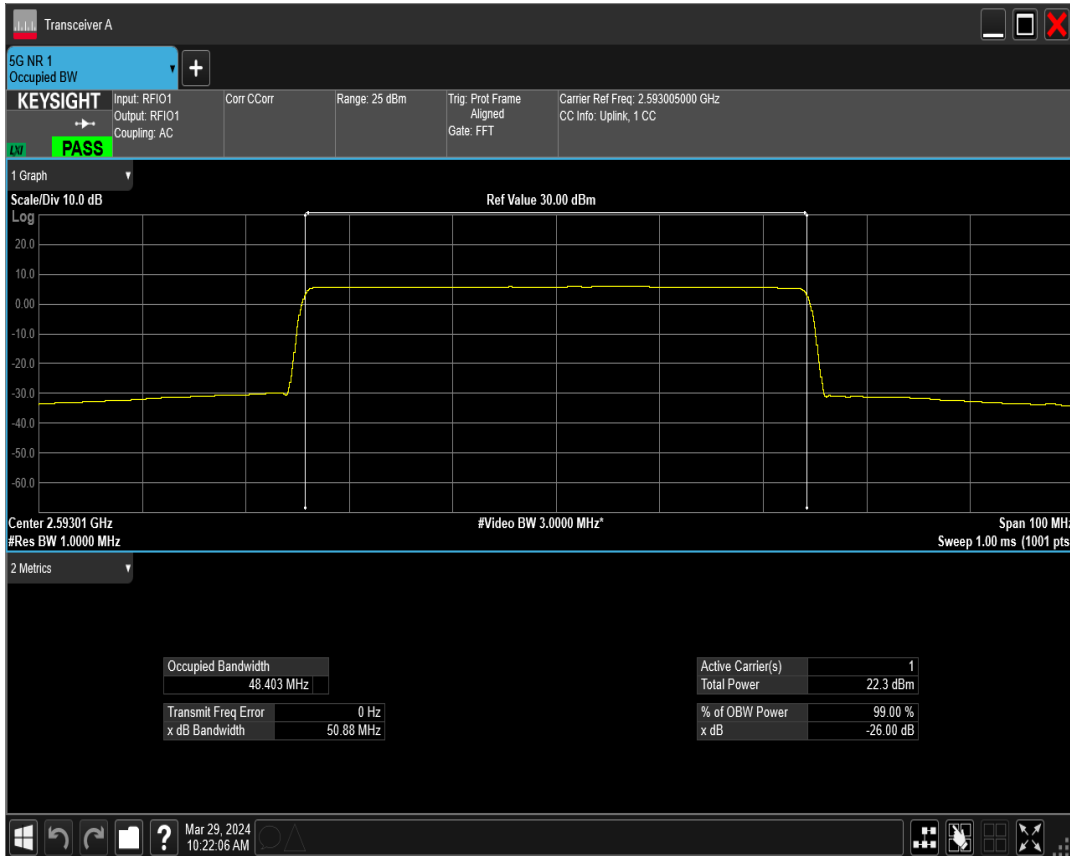 Transceiver A
5G NR 1
Occupied BW
KEYSIGHT
LXI
PASS
Input: RFIO1
Output: RFIO1
Coupling: AC
Corr CCorr
Range: 25 dBm
Trig: Prot Frame
Aligned
Gate: FFT
Carrier Ref Freq: 2.593005000 GHz
CC Info: Uplink, 1 CC
1 Graph
Scale/Div 10.0 dB
Ref Value 30.00 dBm
Log
20.0
10.0
0.00
-10.0
-20.0
-30.0
-40.0
-50.0
-60.0
Center 2.59301 GHz
#Video BW 3.0000 MHz*
Span 100 MHz
#Res BW 1.0000 MHz
Sweep 1.00 ms (1001 pts
2 Metrics
Occupied Bandwidth
48.403 MHz
Transmit Freq Error 0 Hz
x dB Bandwidth 50.88 MHz
Active Carrier(s) 1
Total Power 22.3 dBm
% of OBW Power 99.00 %
x dB -26.00 dB
?
Mar 29, 2024
10:22:06 AM